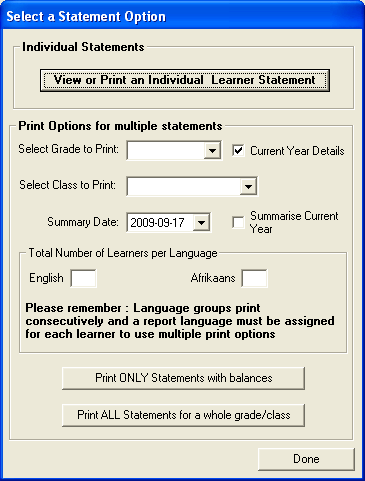 Select a Statement Option
Individual Statements
View or Print an Individual Learner Statement
Print Options for multiple statements
Select Grade to Print:
Current Year Details
Select Class to Print:
Summary Date: 2009-09-17
Summarise Current
Year
Total Number of Learners per Language
English
Afrikaans
Please remember : Language groups print
consecutively and a report language must be assigned
for each learner to use multiple print options
Print ONLY Statements with balances
Print ALL Statements for a whole grade/class
Done